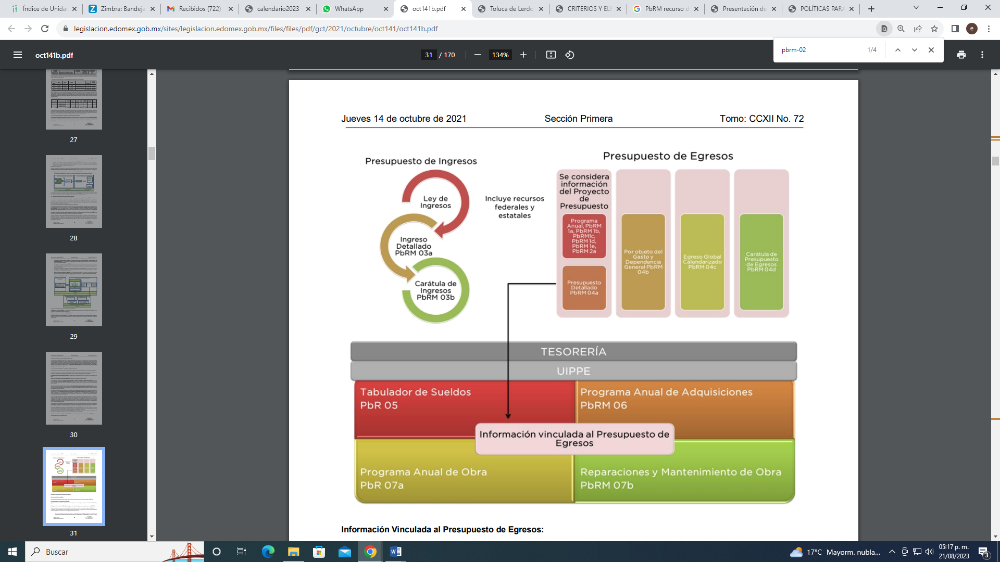 Índice de Unida
Zimbra: Bandeja
Recibidos (722)
calendario2023
WhatsApp
oct141b.pdf
Toluca de Lerdo
CRITERIOS Y ELE
PbRM recurso d
Presentación de
POLÍTICAS PARA
legislacion.edomex.gob.mx/sites/legislacion.edomex.gob.mx/files/files/pdf/gct/2021/octubre/oct141/oct141b.pdf
e
oct141b.pdf
31 / 170
134%
pbrm-02
1/4
27
28
29
30
31
Jueves 14 de octubre de 2021
Sección Primera
Tomo: CCXII No. 72
Presupuesto de Ingresos
Ley de
Ingresos
Ingreso
Detallado
PbRM 03a
Carátula de
Ingresos
PbRM 03b
Incluye recursos
federales y
estatales
Presupuesto de Egresos
Se considera
información
del Proyecto
de
Presupuesto
Programa
Anual, PbRM
1a, PbRM 1b,
PbRM1c,
PbRM 1d,
PbRM 1e,
PbRM 2a
Presupuesto
Detallado
PbRM 04a
Por objeto del
Gasto y
Dependencia
General PbRM
04b
Egreso Global
Calendarizado
PbRM 04c
Carátula de
Presupuesto
de Egresos
PbRM 04d
TESORERÍA
UIPPE
Tabulador de Sueldos
PbR 05
Programa Anual de Adquisiciones
PbRM 06
Información vinculada al Presupuesto de
Egresos
Programa Anual de Obra
PbR 07a
Reparaciones y Mantenimiento de Obra
PbRM 07b
Información Vinculada al Presupuesto de Egresos:
Buscar
17°C Mayorm. nubla...
05:17 p. m.
21/08/2023
3